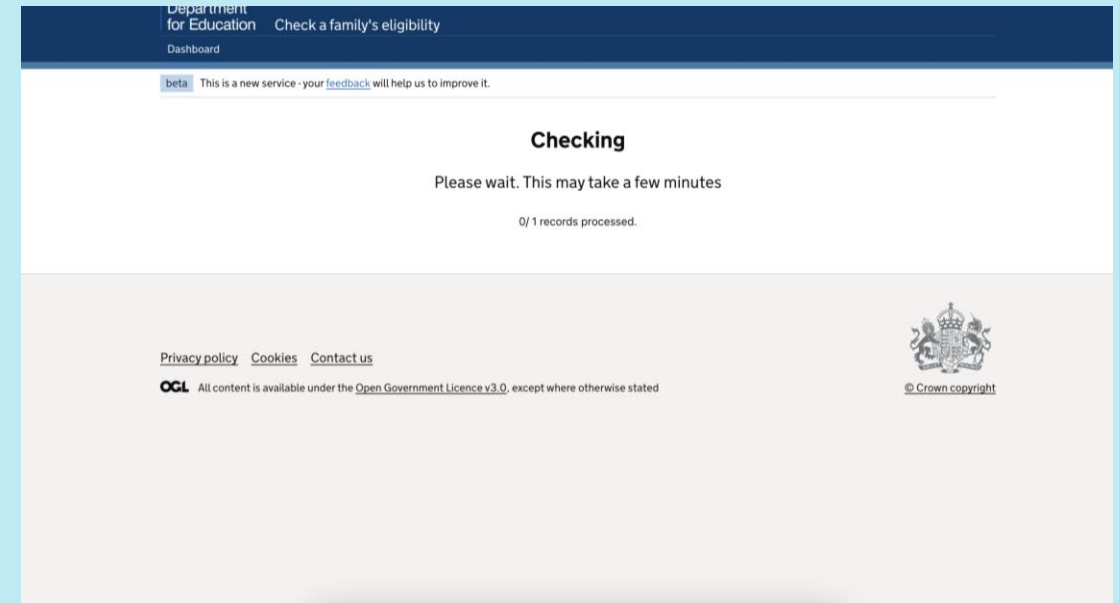 Department
for Education Check a family's eligibility
Dashboard
beta This is a new service - your feedback will help us to improve it.
Checking
Please wait. This may take a few minutes
0/ 1 records processed.
Privacy policy Cookies Contact us
OGL All content is available under the Open Government Licence v3.0, except where otherwise stated
© Crown copyright